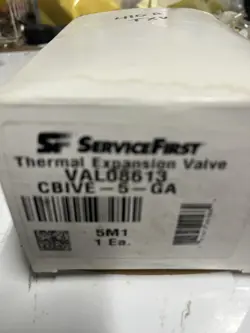 SF SERVICEFIRST
Thermal Expansion Valve
VAL08613
CBIVE-5-GA
5M1
1 Ea.